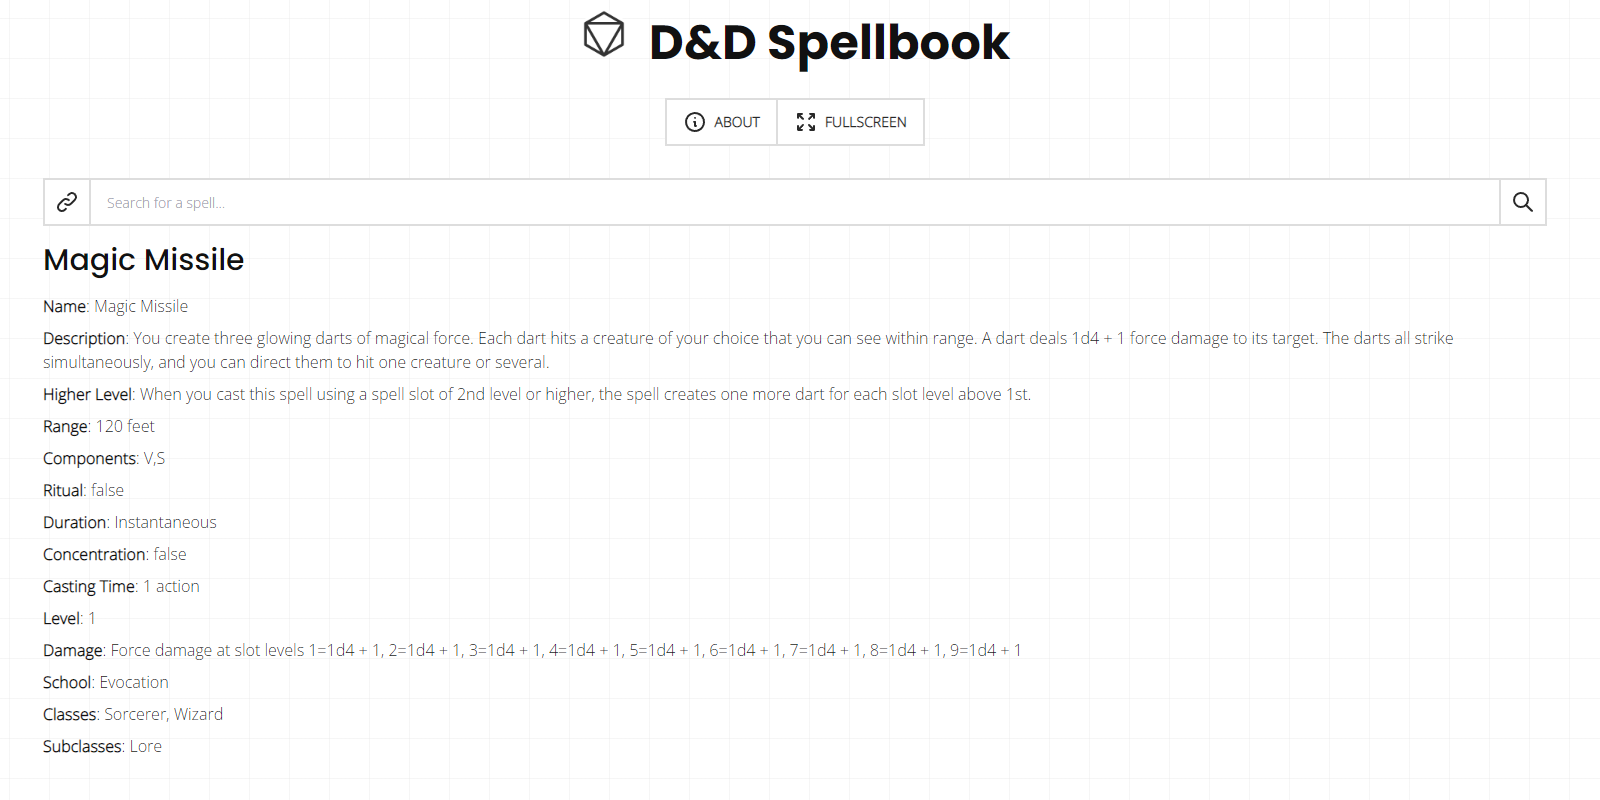 D&D Spellbook
ABOUT
FULLSCREEN
Search for a spell...
Magic Missile
Name: Magic Missile
Description: You create three glowing darts of magical force. Each dart hits a creature of your choice that you can see within range. A dart deals 1d4 + 1 force damage to its target. The darts all strike
simultaneously, and you can direct them to hit one creature or several.
Higher Level: When you cast this spell using a spell slot of 2nd level or higher, the spell creates one more dart for each slot level above 1st.
Range: 120 feet
Components: V,S
Ritual: false
Duration: Instantaneous
Concentration: false
Casting Time: 1 action
Level: 1
Damage: Force damage at slot levels 1=1d4 + 1, 2=1d4 + 1, 3=1d4 + 1, 4=1d4 + 1, 5=1d4 + 1, 6=1d4 + 1, 7=1d4 + 1, 8=1d4 + 1, 9=1d4 + 1
School: Evocation
Classes: Sorcerer, Wizard
Subclasses: Lore